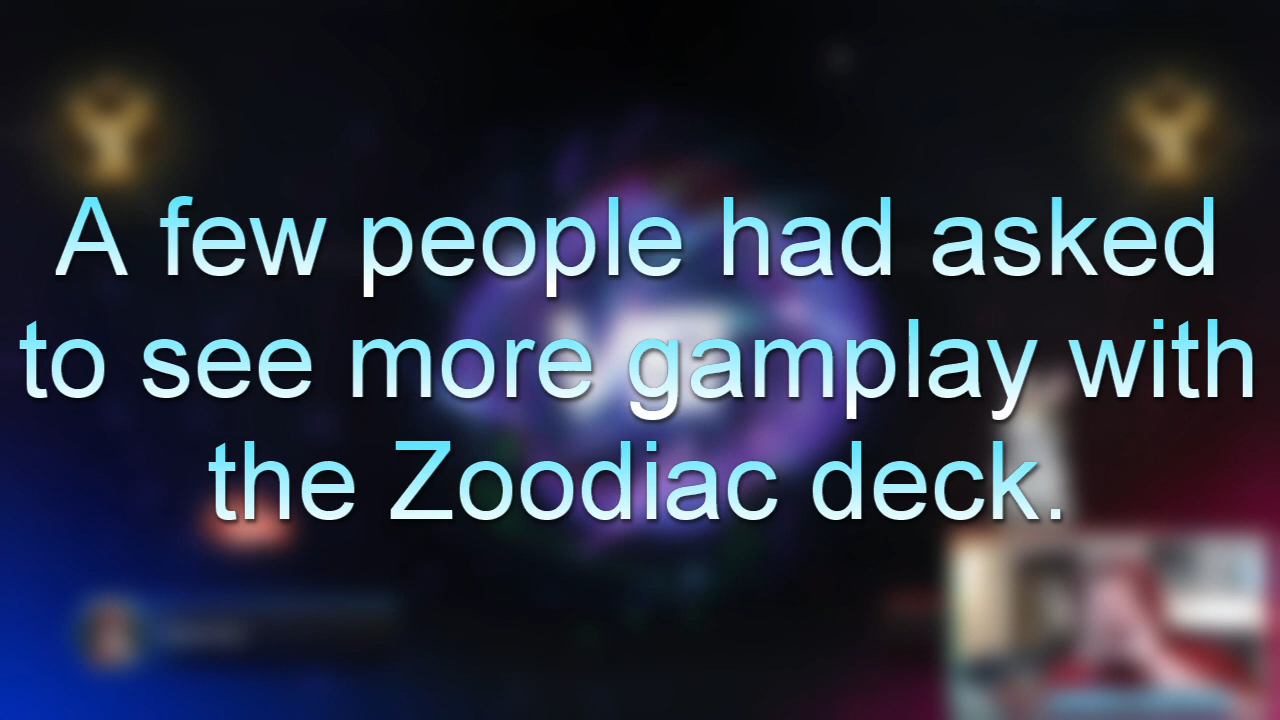 A few people had asked
to see more gamplay with
the Zoodiac deck.